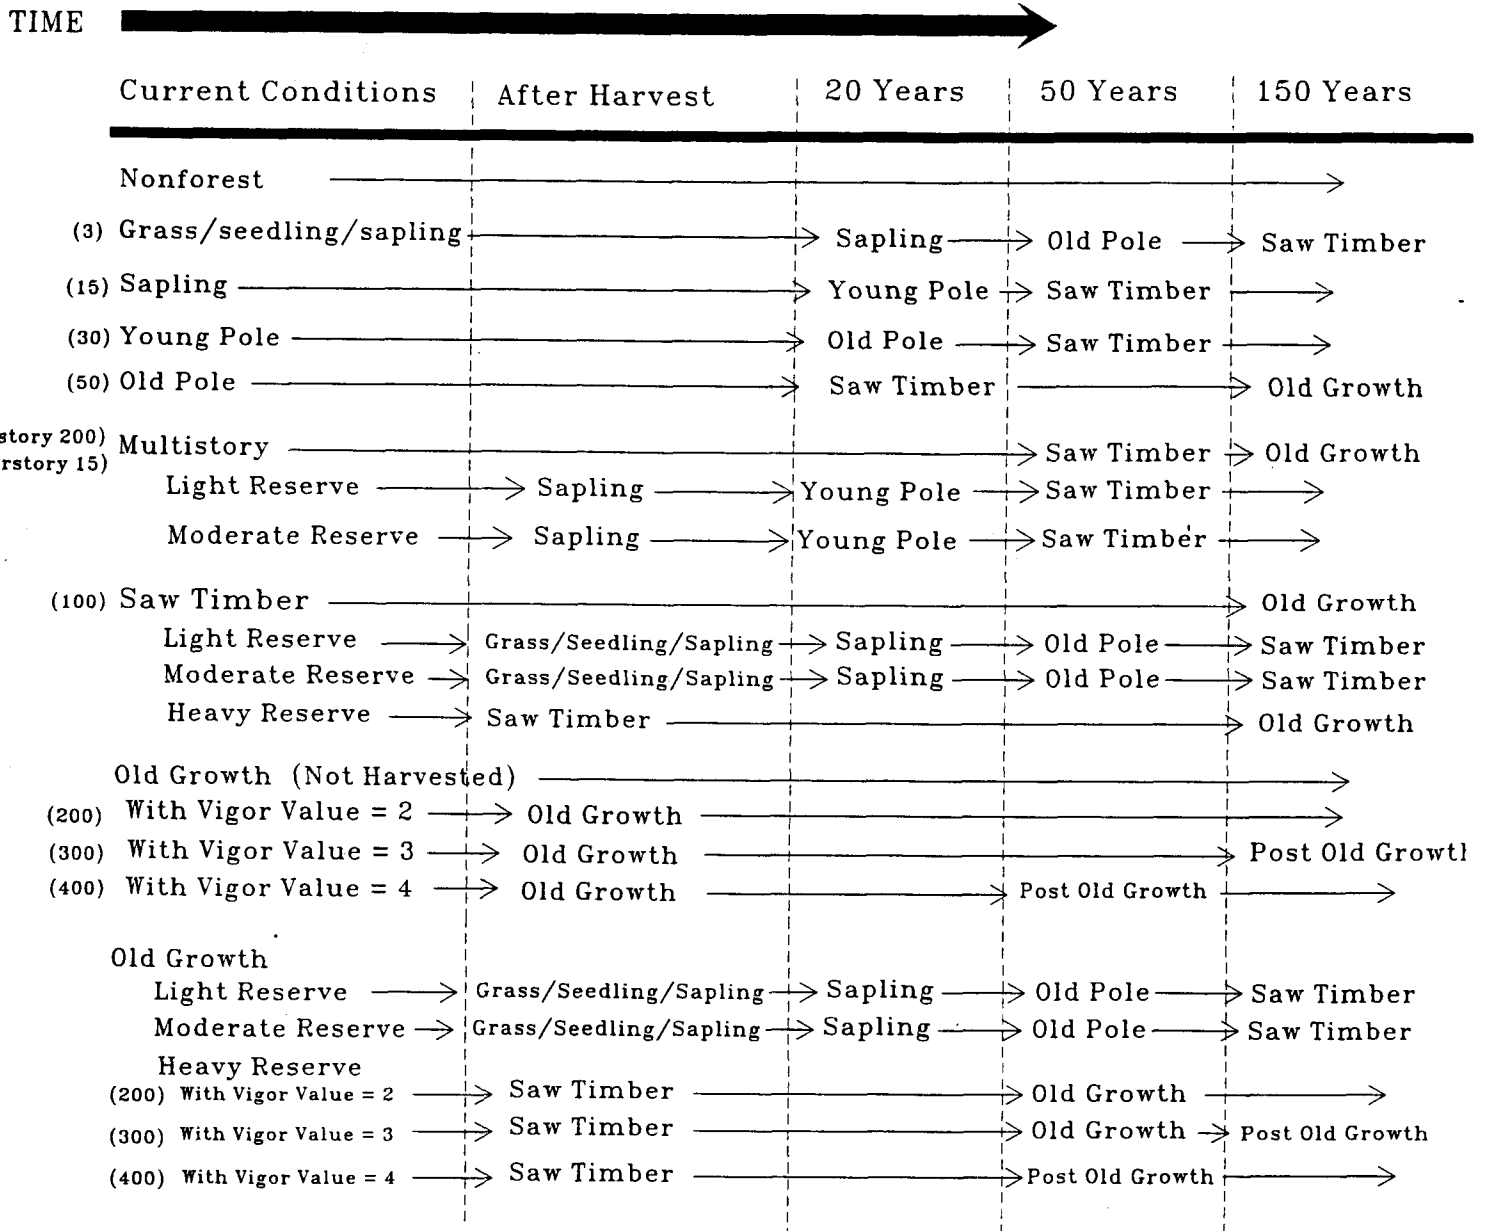 TIME
Current Conditions After Harvest 20 Years 50 Years 150 Years
Nonforest
(3) Grass/seedling/sapling Sapling Old Pole Saw Timber
(15) Sapling Young Pole Saw Timber
(30) Young Pole Old Pole Saw Timber
(50) Old Pole Saw Timber Old Growth
story 200)
rstory 15)
Multistory Saw Timber Old Growth
Light Reserve Sapling Young Pole Saw Timber
Moderate Reserve Sapling Young Pole Saw Timber
(100) Saw Timber Old Growth
Light Reserve Grass/Seedling/Sapling Sapling Old Pole Saw Timber
Moderate Reserve Grass/Seedling/Sapling Sapling Old Pole Saw Timber
Heavy Reserve Saw Timber Old Growth
Old Growth (Not Harvested)
(200) With Vigor Value = 2 Old Growth
(300) With Vigor Value = 3 Old Growth Post Old Growtl
(400) With Vigor Value = 4 Old Growth Post Old Growth
Old Growth
Light Reserve Grass/Seedling/Sapling Sapling Old Pole Saw Timber
Moderate Reserve Grass/Seedling/Sapling Sapling Old Pole Saw Timber
Heavy Reserve
(200) With Vigor Value = 2 Saw Timber Old Growth
(300) With Vigor Value = 3 Saw Timber Old Growth Post Old Growth
(400) With Vigor Value = 4 Saw Timber Post Old Growth